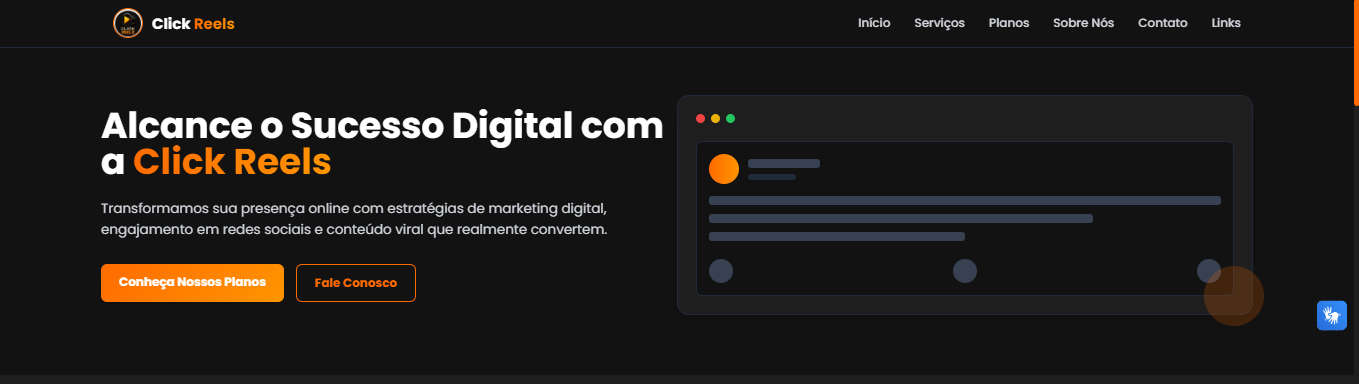 Click Reels
Início
Serviços
Planos
Sobre Nós
Contato
Links
Alcance o Sucesso Digital com
a Click Reels
Transformamos sua presença online com estratégias de marketing digital,
engajamento em redes sociais e conteúdo viral que realmente convertem.
Conheça Nossos Planos
Fale Conosco